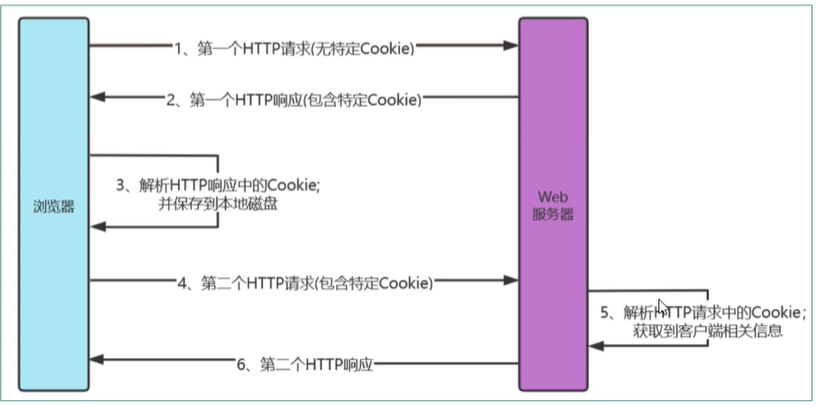 1、第一个HTTP请求(无特定Cookie)
2、第一个HTTP响应(包含特定Cookie)
3、解析HTTP响应中的Cookie;
并保存到本地磁盘
浏览器
Web
服务器
4、第二个HTTP请求(包含特定Cookie)
5、解析HTTP请求中的Cookie;
获取到客户端相关信息
6、第二个HTTP响应